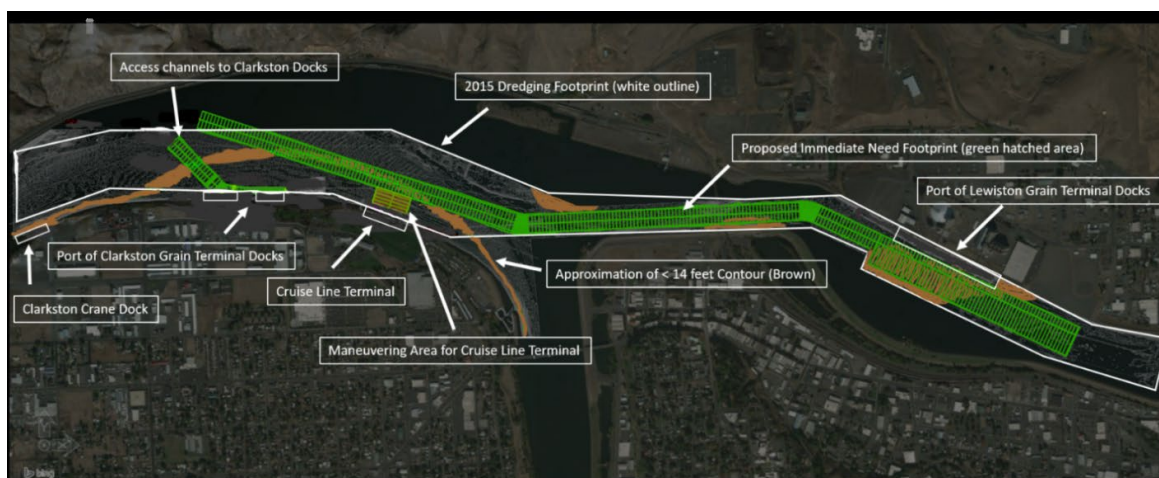 Access channels to Clarkston Docks
2015 Dredging Footprint (white outline)
Proposed Immediate Need Footprint (green hatched area)
Port of Lewiston Grain Terminal Docks
Port of Clarkston Grain Terminal Docks
Approximation of < 14 feet Contour (Brown)
Cruise Line Terminal
Clarkston Crane Dock
Maneuvering Area for Cruise Line Terminal
bing